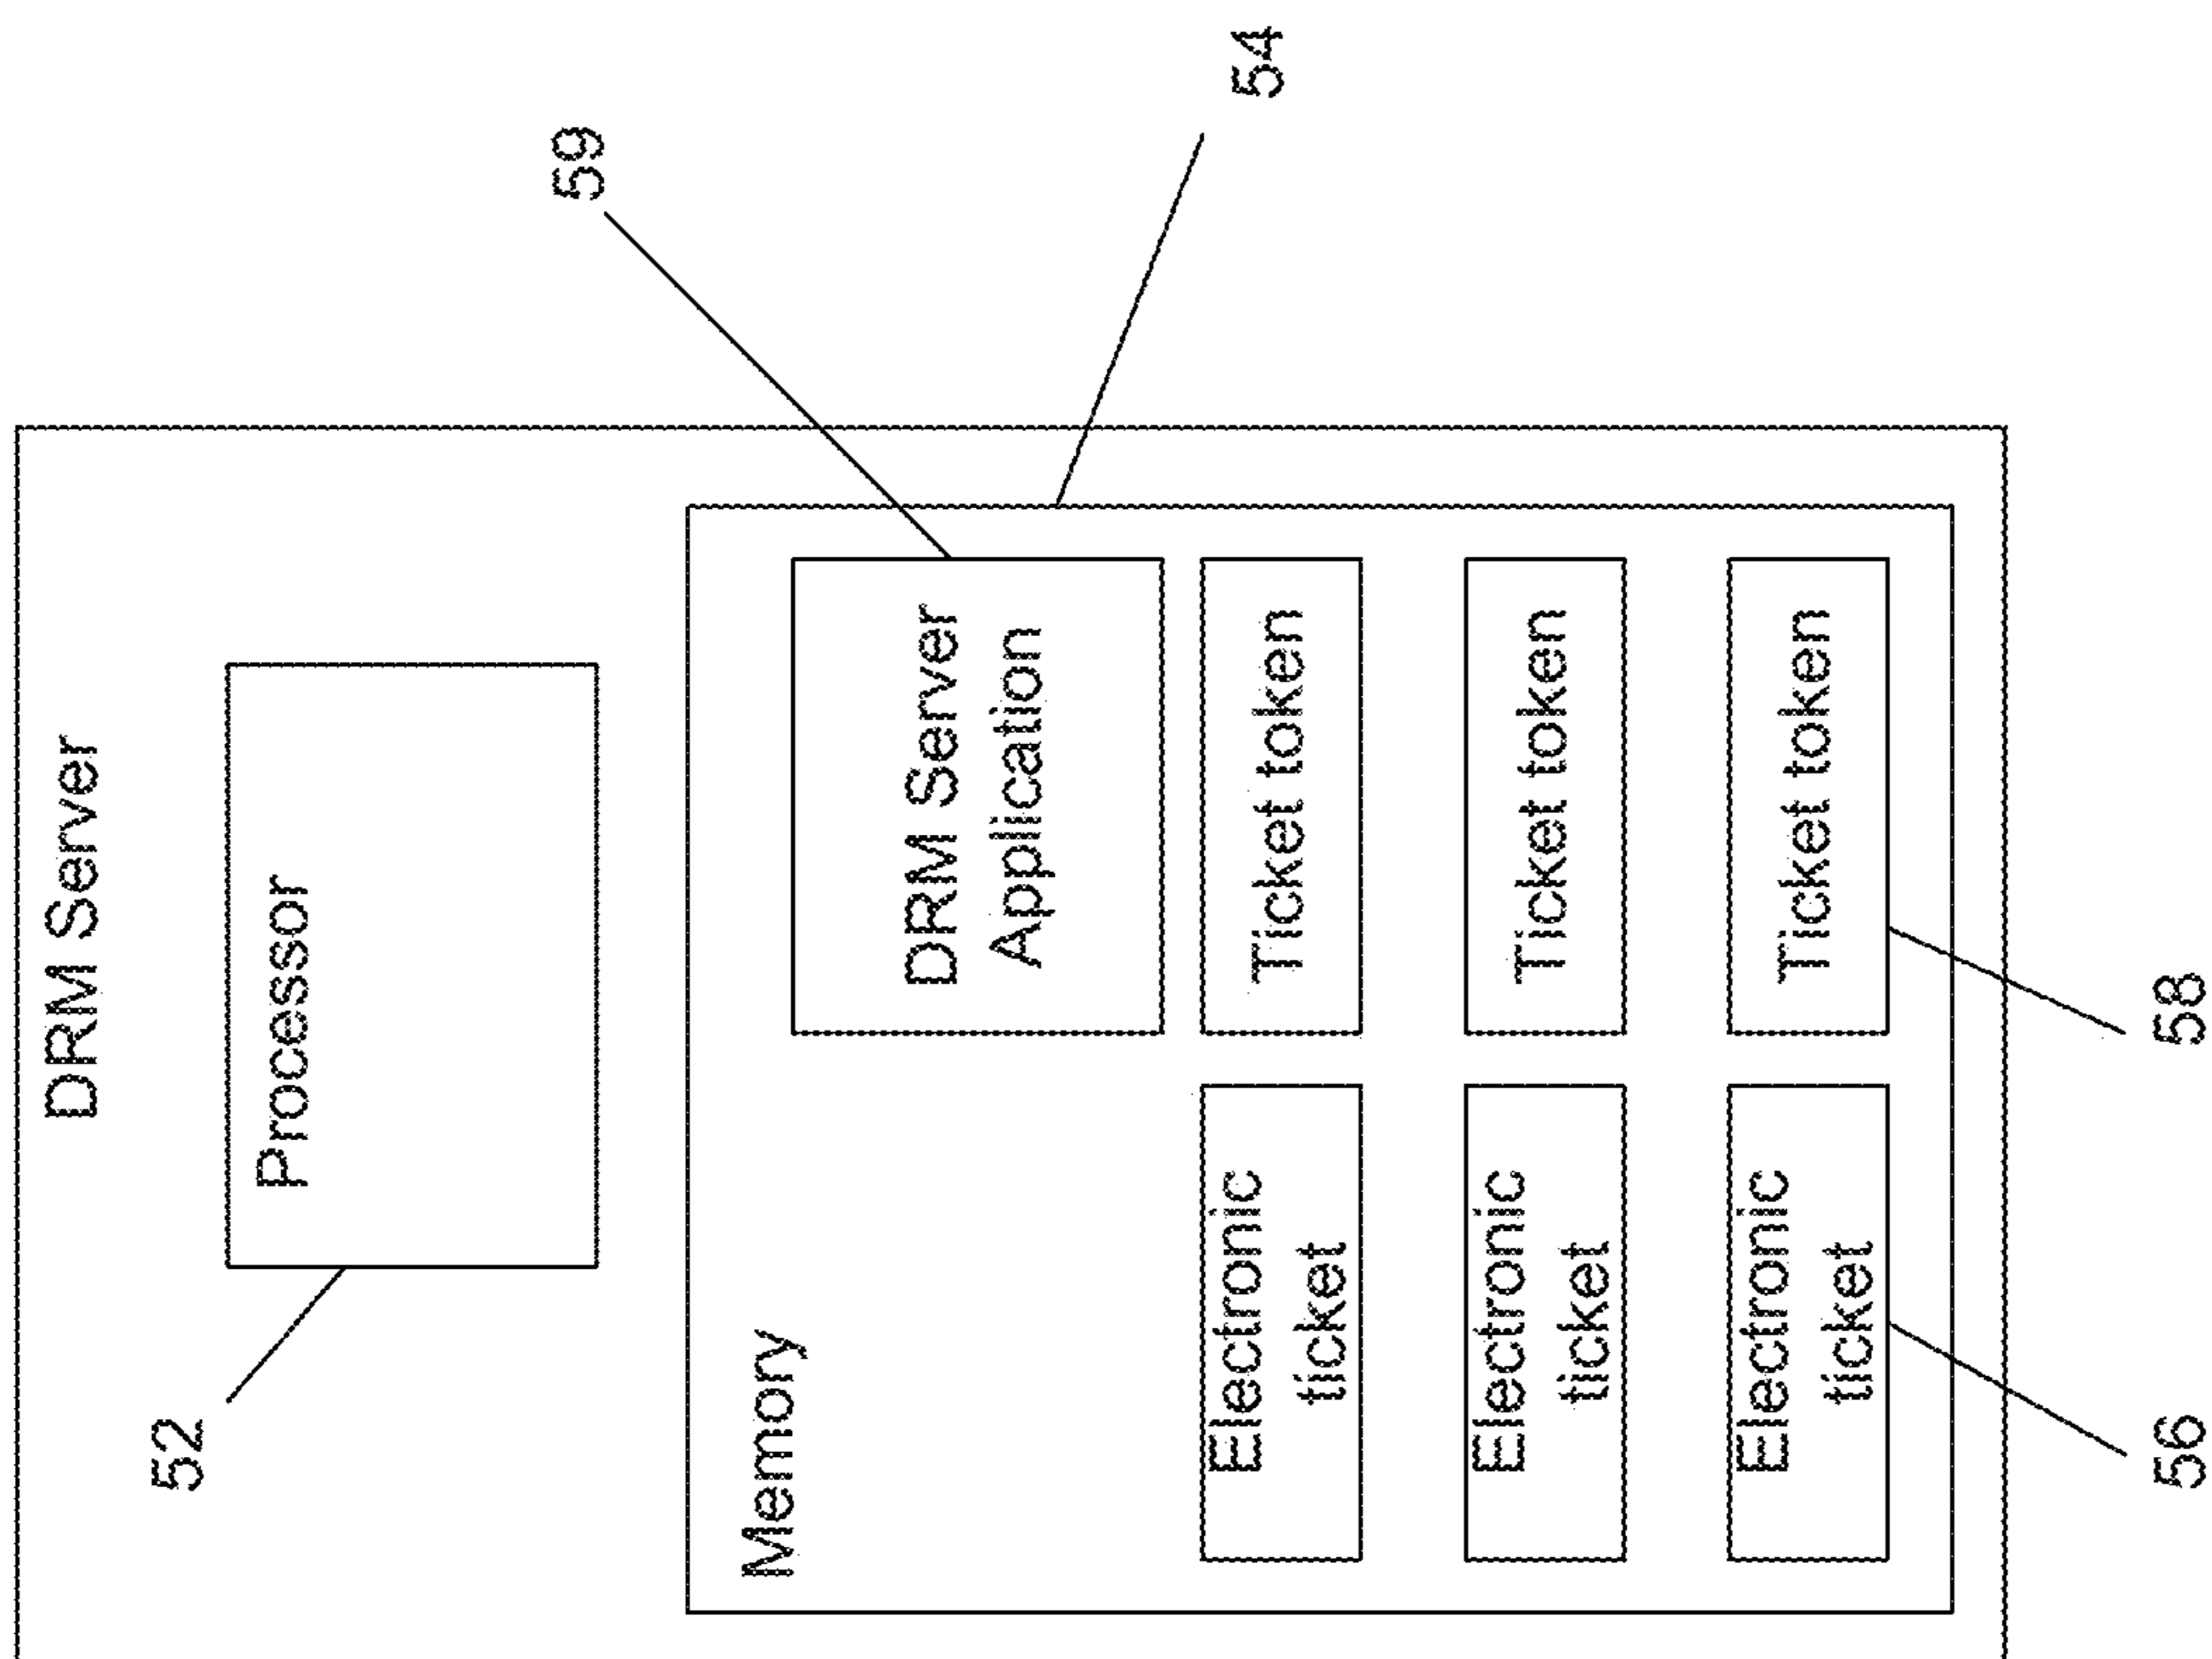 DRM Server
52
Processor
59
54
Memory
DRM Server
Application
Electronic
ticket
Ticket token
Electronic
ticket
Ticket token
Electronic
ticket
Ticket token
56
58